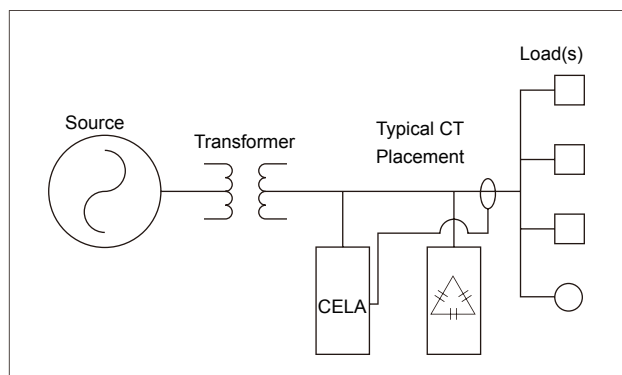 Load(s)
Source
Transformer
Typical CT
Placement
CELA